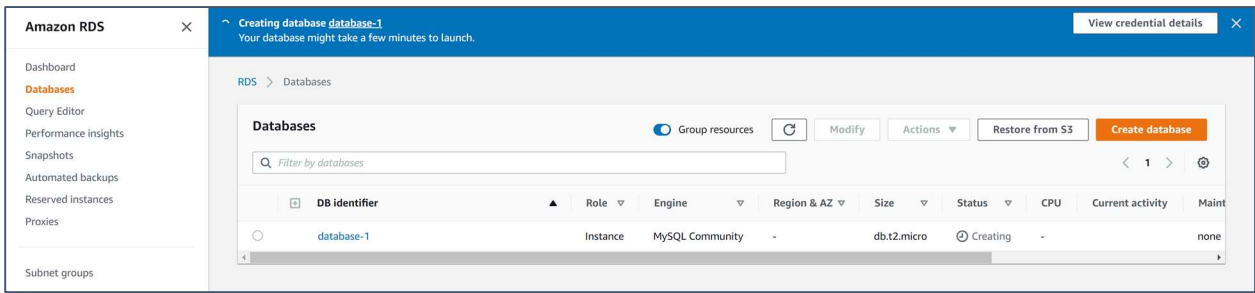 Amazon RDS
Dashboard
Databases
Query Editor
Performance insights
Snapshots
Automated backups
Reserved instances
Proxies
Subnet groups
Creating database database-1
Your database might take a few minutes to launch.
View credential details
RDS > Databases
Databases
Group resources
Modify
Actions
Restore from S3
Create database
Filter by databases
1
DB identifier Role Engine Region & AZ Size Status CPU Current activity Maint
database-1 Instance MySQL Community - db.t2.micro Creating - none